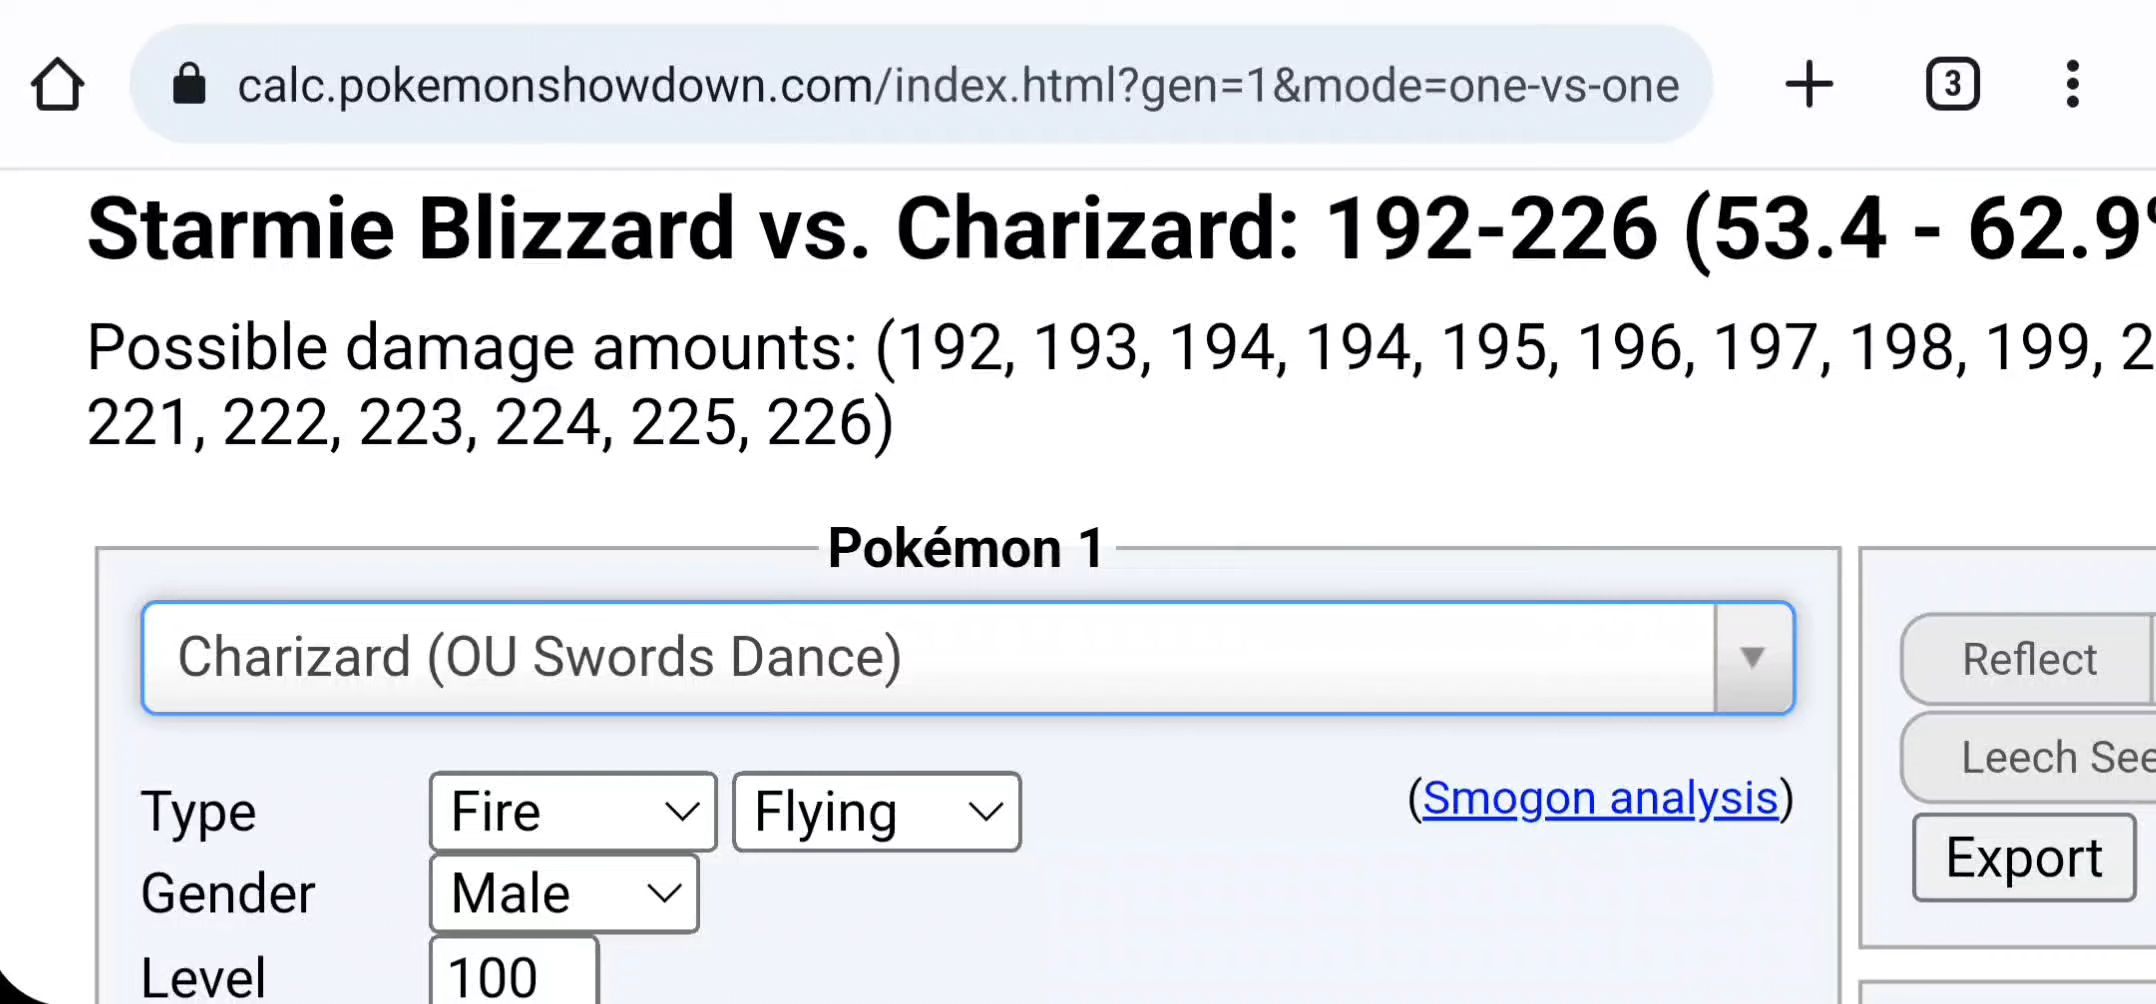 calc.pokemonshowdown.com/index.html?gen=1&mode=one-vs-one
3
Starmie Blizzard vs. Charizard: 192-226 (53.4 - 62.9
Possible damage amounts: (192, 193, 194, 194, 195, 196, 197, 198, 199, 2
221, 222, 223, 224, 225, 226)
Pokémon 1
Charizard (OU Swords Dance)
Reflect
Type Fire Flying (Smogon analysis)
Leech See
Gender Male
Export
Level 100